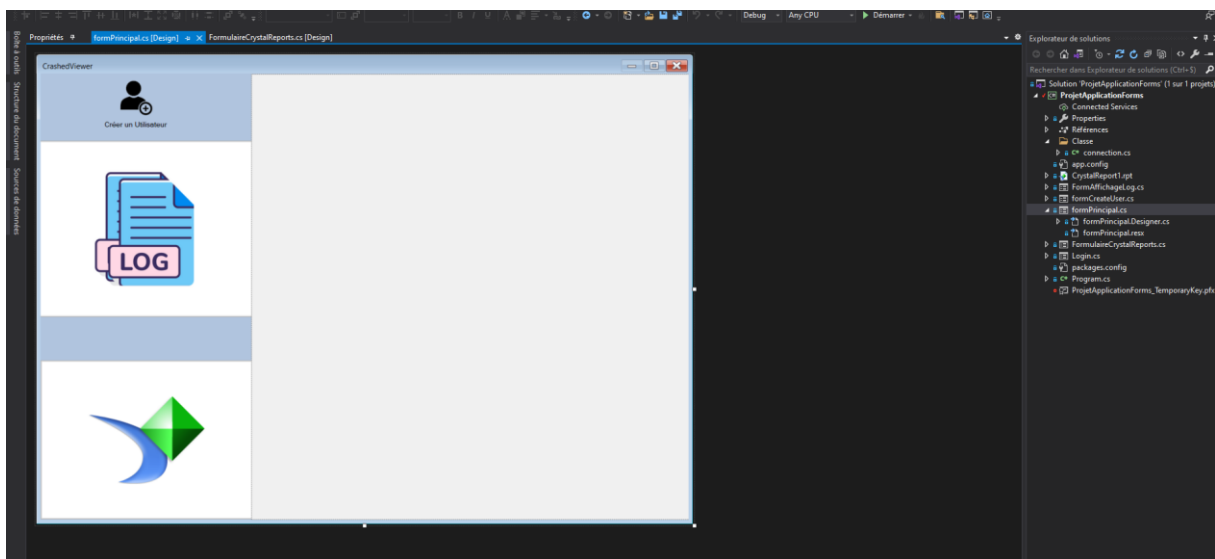 Debug
Any CPU
Démarrer
Propriétés
formPrincipal.cs [Design]
FormulaireCrystalReports.cs [Design]
Boîte à outils
Structure du document
Sources de données
CrashedViewer
Créer un Utilisateur
LOG
Explorateur de solutions
Rechercher dans Explorateur de solutions (Ctrl+$)
Solution 'ProjetApplicationForms' (1 sur 1 projets)
ProjetApplicationForms
Connected Services
Properties
Références
Classe
C# connection.cs
app.config
CrystalReport1.rpt
FormAffichageLog.cs
formCreateUser.cs
formPrincipal.cs
formPrincipal.Designer.cs
formPrincipal.resx
FormulaireCrystalReports.cs
Login.cs
packages.config
C# Program.cs
ProjetApplicationForms_TemporaryKey.pfx